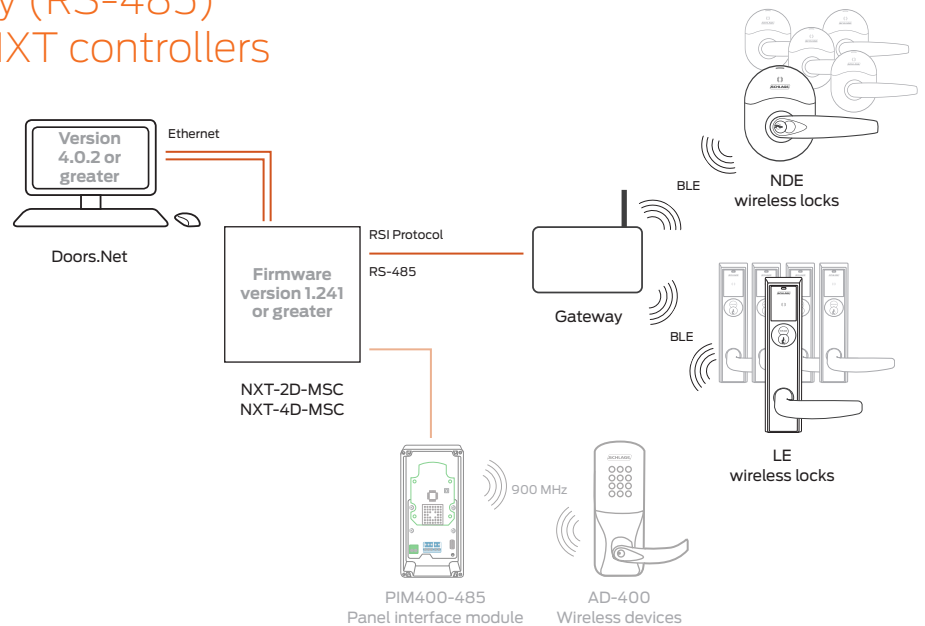 y (RS-485)
NXT controllers
Version
4.0.2 or
greater
Ethernet
Doors.Net
Firmware
version 1.241
or greater
NXT-2D-MSC
NXT-4D-MSC
RSI Protocol
RS-485
Gateway
BLE
SCHLAGE
NDE
wireless locks
BLE
LE
wireless locks
900 MHz
SCHLAGE
PIM400-485
Panel interface module
AD-400
Wireless devices